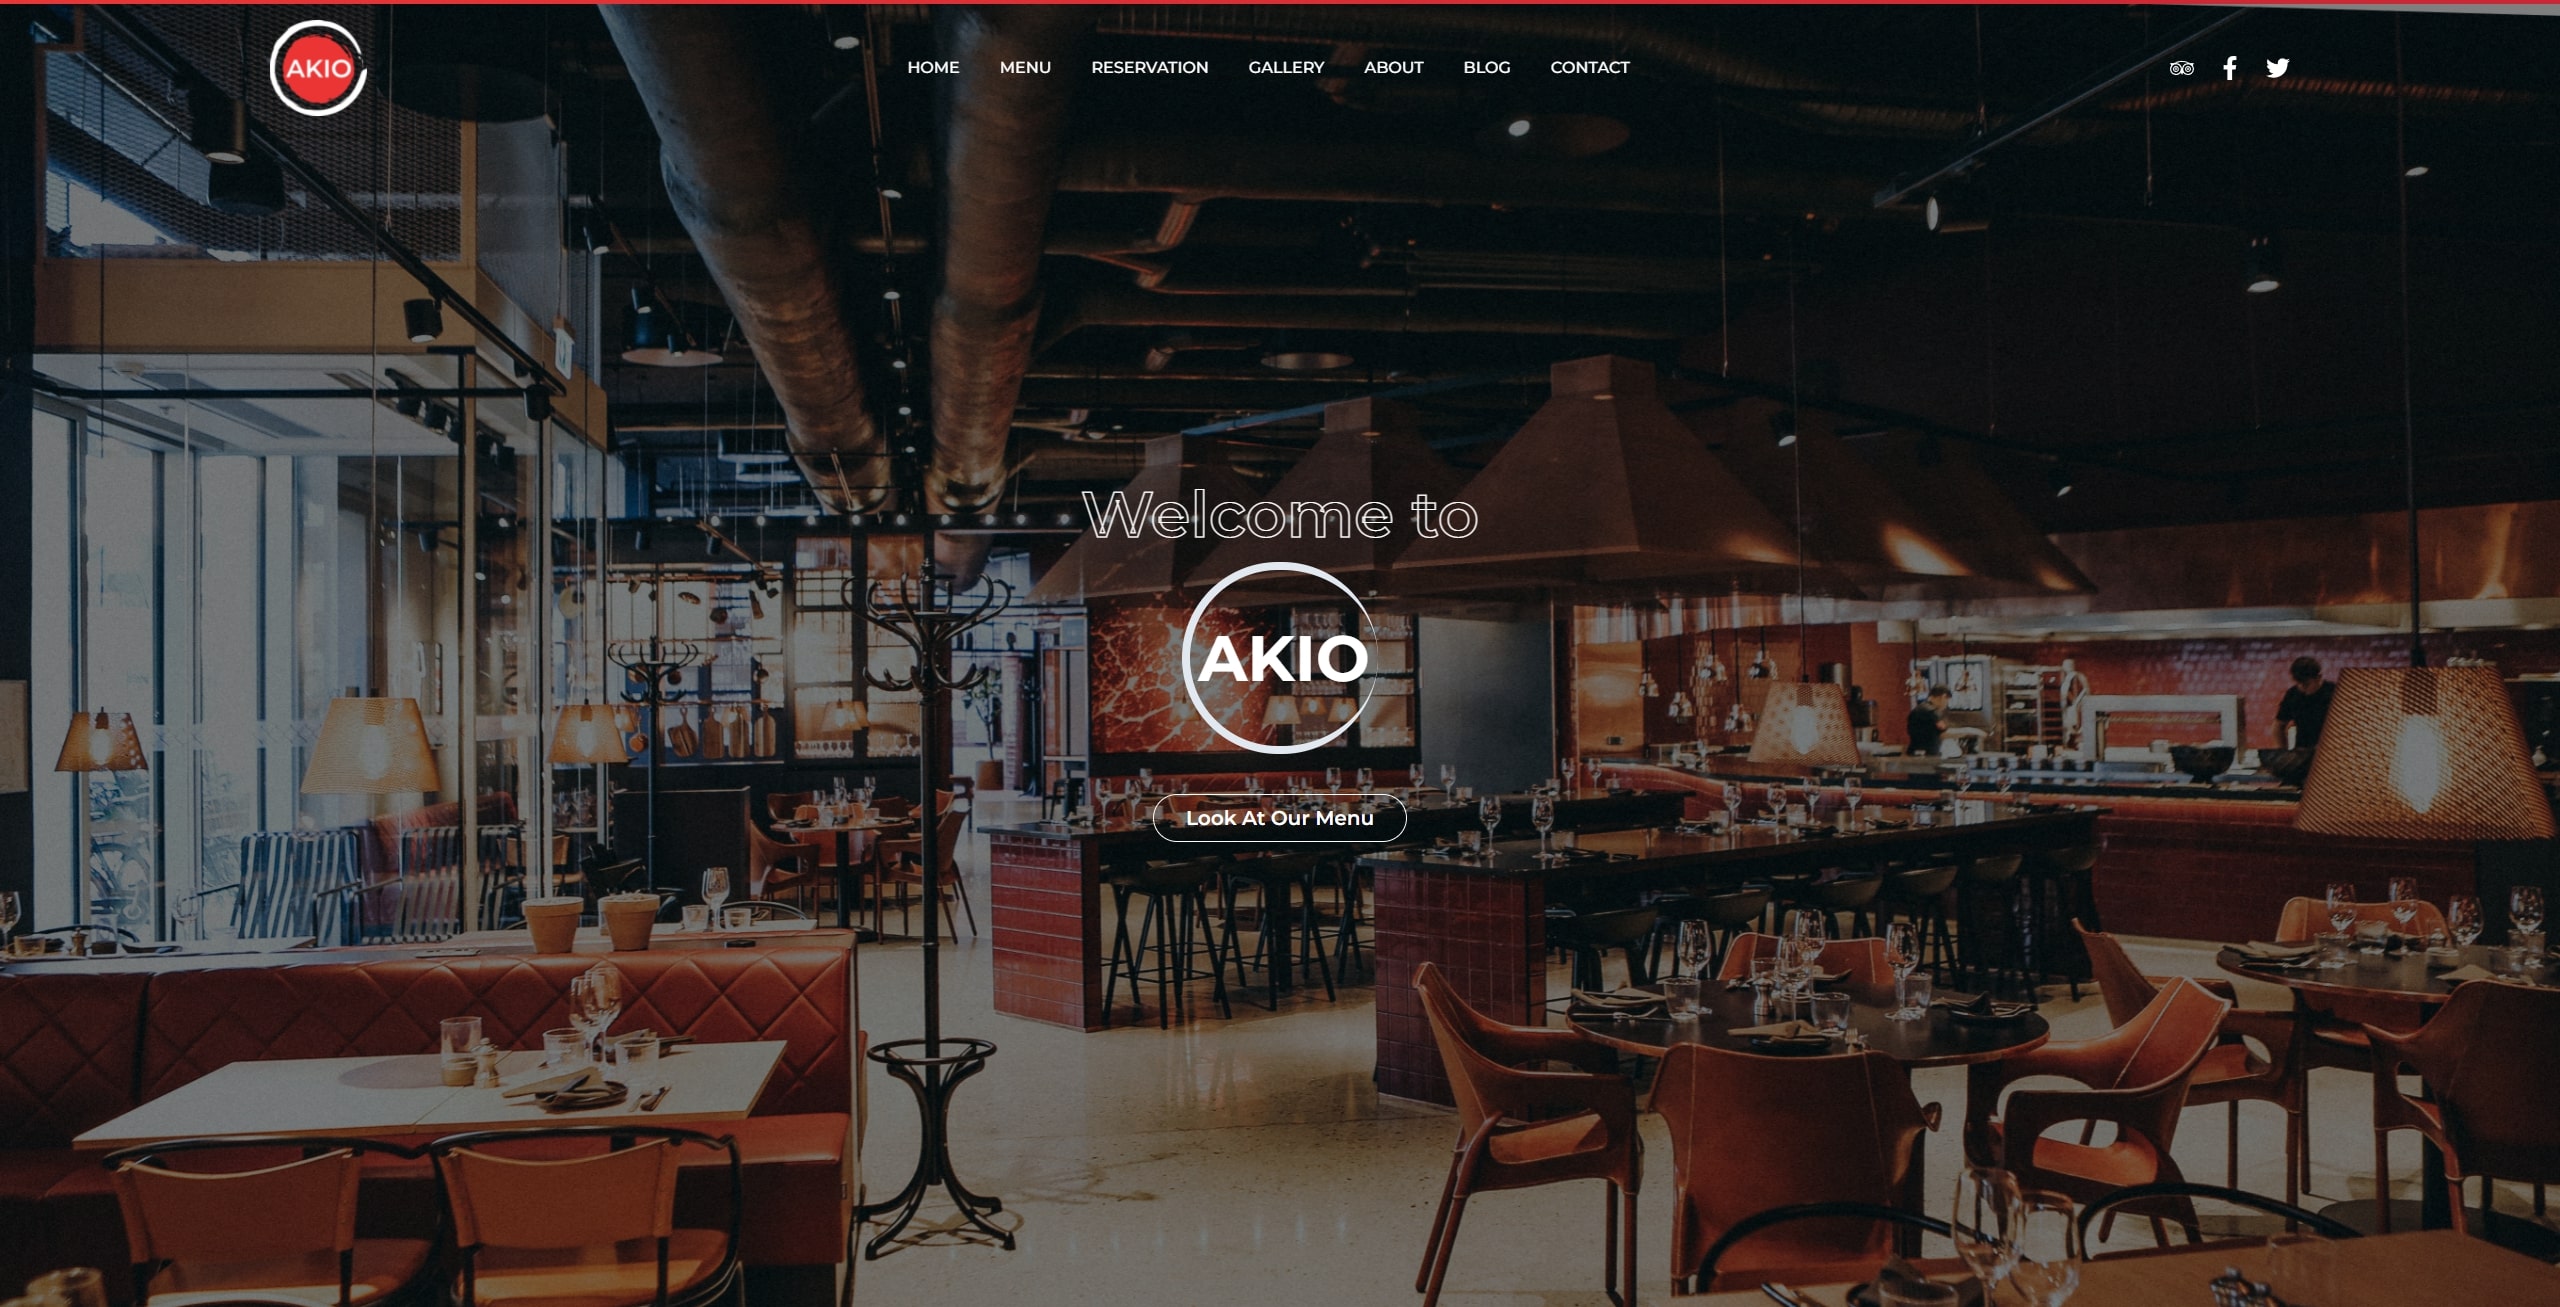 AKIO
HOME MENU RESERVATION GALLERY ABOUT BLOG CONTACT
Welcome to
AKIO
Look At Our Menu